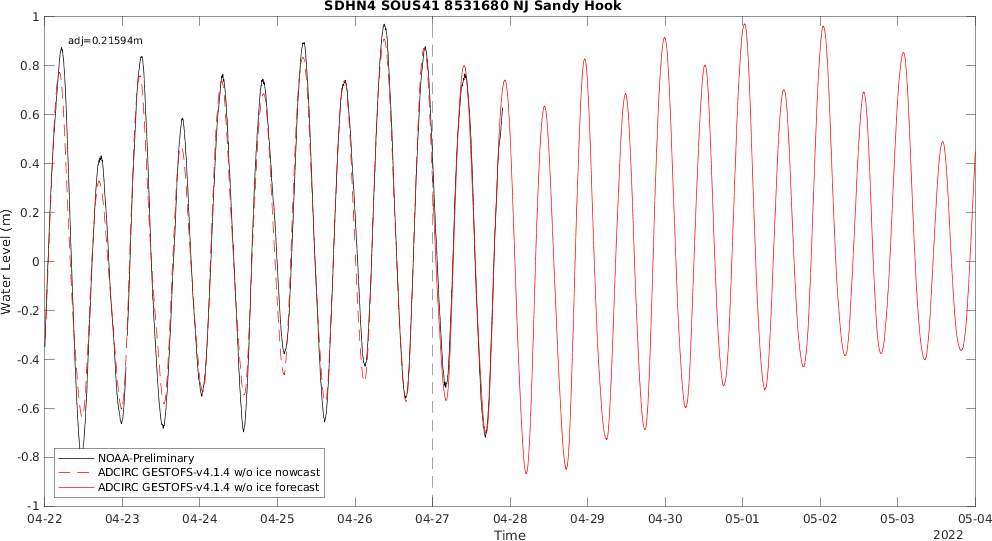 SDHN4 SOUS41 8531680 NJ Sandy Hook
adj=0.21594m
1
0.8
0.6
0.4
0.2
0
-0.2
-0.4
-0.6
-0.8
-1
Water Level (m)
NOAA-Preliminary
ADCIRC GESTOFS-v4.1.4 w/o ice nowcast
ADCIRC GESTOFS-v4.1.4 w/o ice forecast
04-22 04-23 04-24 04-25 04-26 04-27 04-28 04-29 04-30 05-01 05-02 05-03 05-04
Time
2022